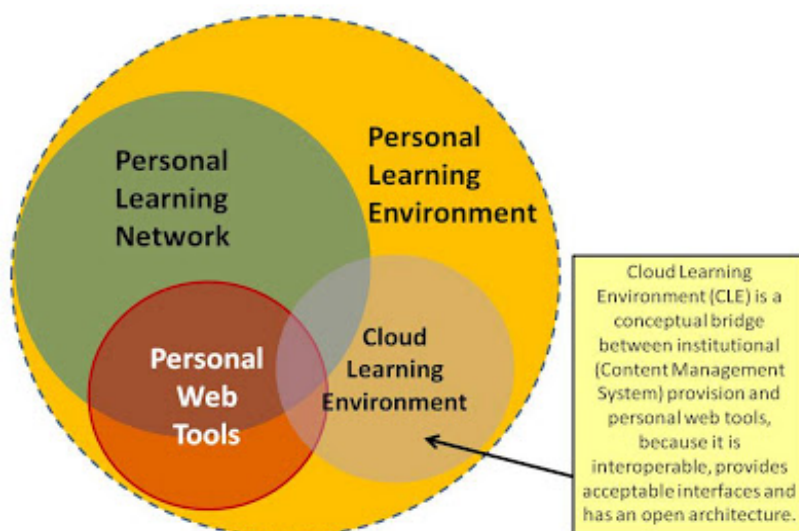 Personal
Learning
Network
Personal
Learning
Environment
Personal
Web
Tools
Cloud
Learning
Environment
Cloud Learning
Environment (CLE) is a
conceptual bridge
between institutional
(Content Management
System) provision and
personal web tools,
because it is
interoperable, provides
acceptable interfaces and
has an open architecture.